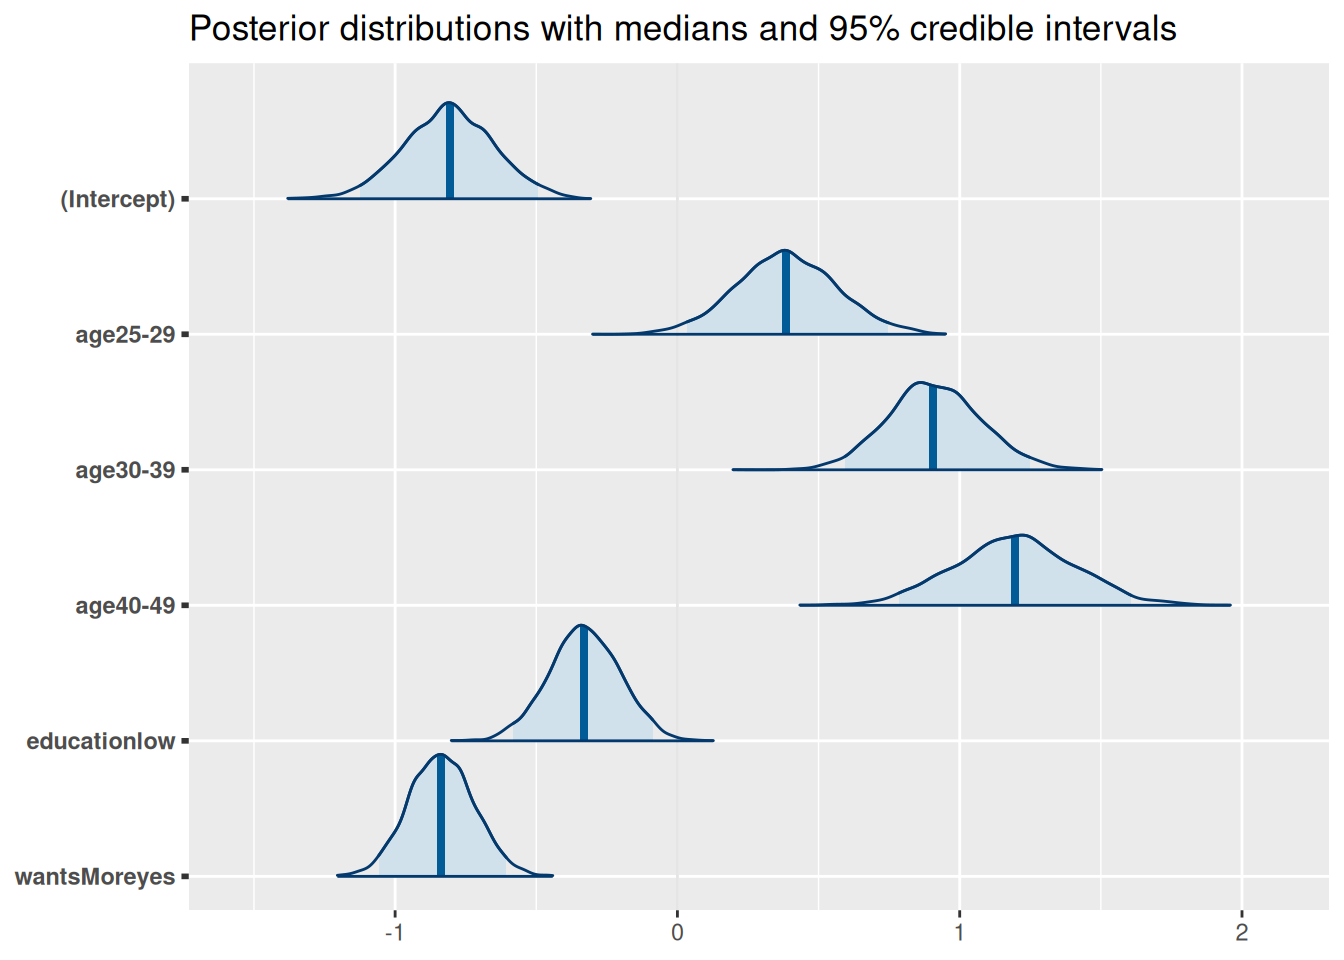 Posterior distributions with medians and 95% credible intervals
(Intercept)
age25-29
age30-39
age40-49
educationlow
wantsMoreyes
-1 0 1 2